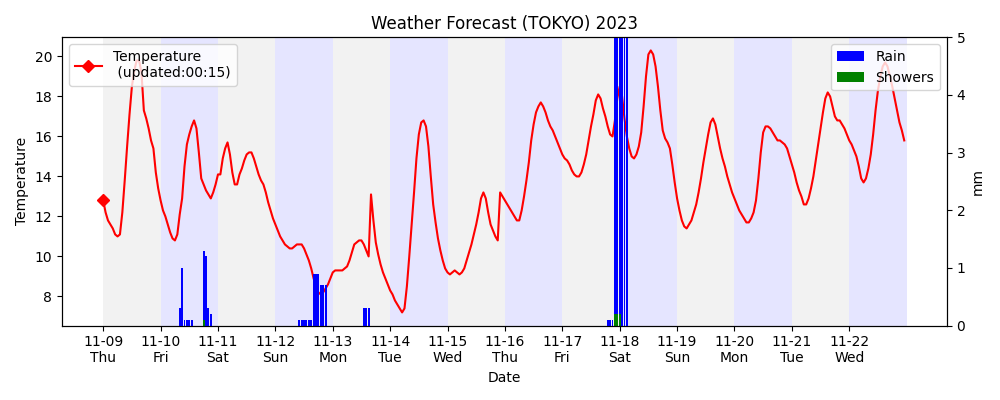 Weather Forecast (TOKYO) 2023
Temperature
(updated:00:15)
Rain
Showers
20
18
16
14
12
10
8
Temperature
5
4
3
2
1
0
mm
11-09 11-10 11-11 11-12 11-13 11-14 11-15 11-16 11-17 11-18 11-19 11-20 11-21 11-22
Thu Fri Sat Sun Mon Tue Wed Thu Fri Sat Sun Mon Tue Wed
Date